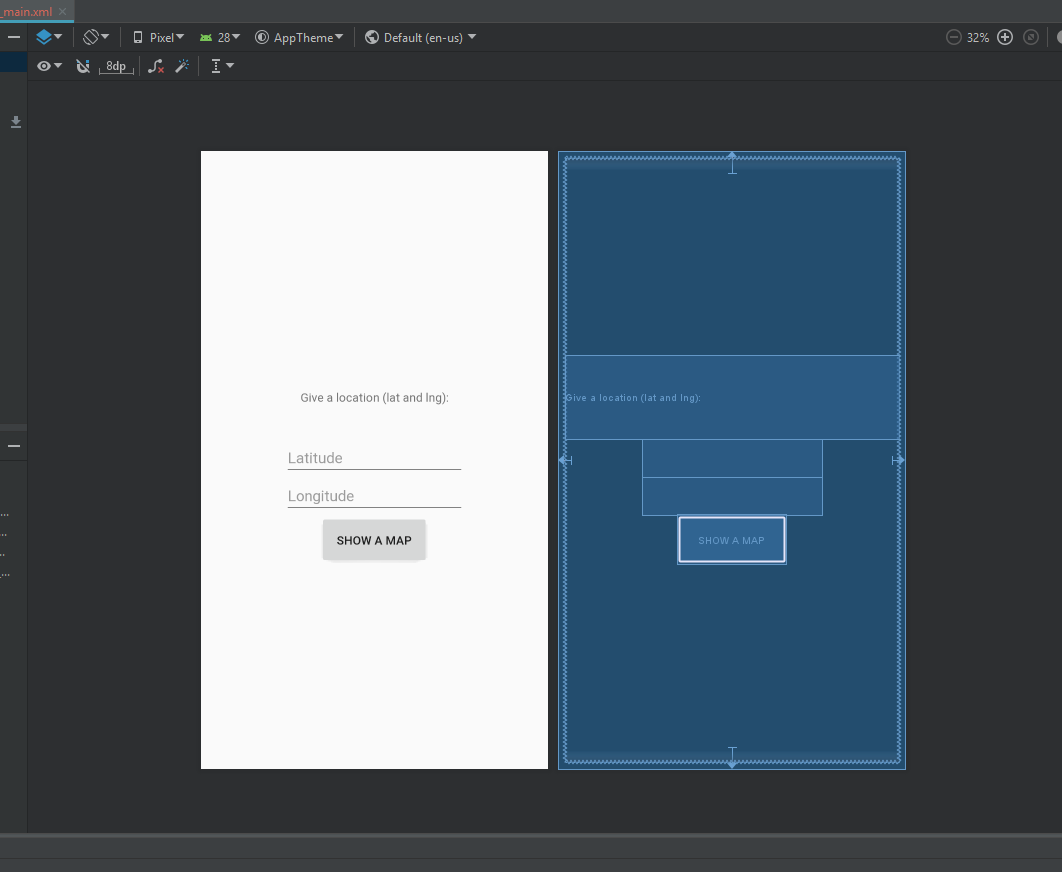 _main.xml
Pixel 28 AppTheme Default (en-us) 32%
8dp
Give a location (lat and lng):
Latitude
Longitude
SHOW A MAP
Give a location (lat and lng):
SHOW A MAP
...
...
..
...